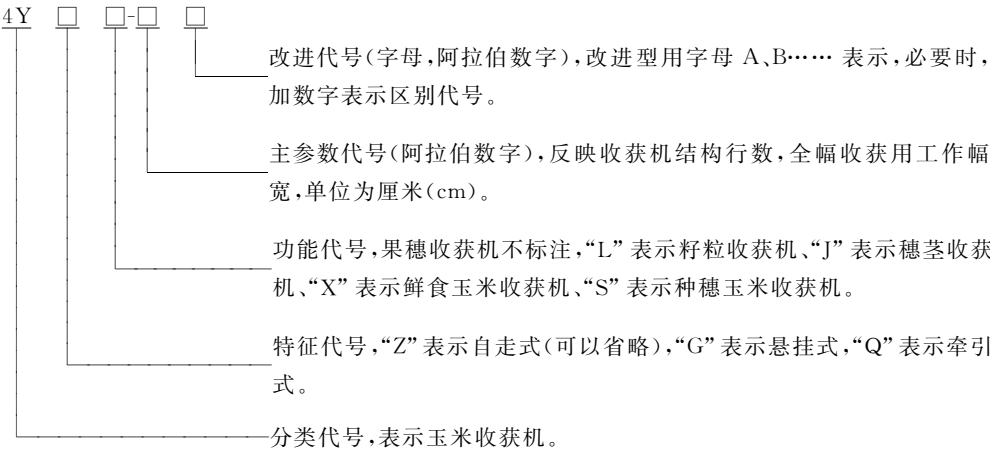 4Y □ □-□ □
改进代号(字母,阿拉伯数字),改进型用字母 A、B…… 表示,必要时,
加数字表示区别代号。
主参数代号(阿拉伯数字),反映收获机结构行数,全幅收获用工作幅
宽,单位为厘米(cm)。
功能代号,果穗收获机不标注,“L”表示籽粒收获机、“J”表示穗茎收获
机、“X”表示鲜食玉米收获机、“S”表示种穗玉米收获机。
特征代号,“Z”表示自走式(可以省略),“G”表示悬挂式,“Q”表示牵引
式。
分类代号,表示玉米收获机。